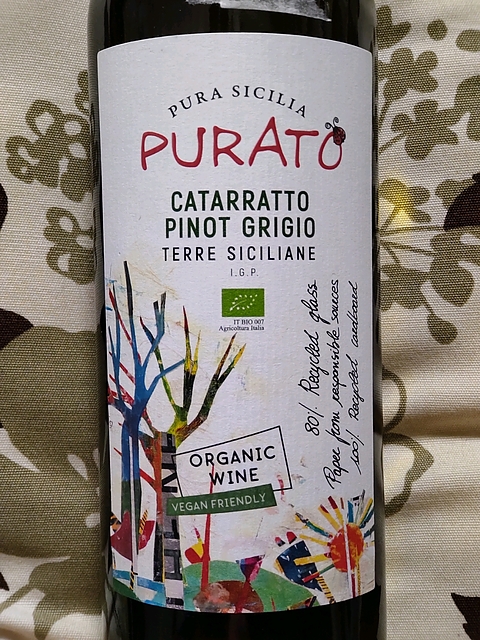 PURA SICILIA
PURATO
CATARRATTO
PINOT GRIGIO
TERRE SICILIANE
I.G.P.
IT BIO 007
Agricoltura Italia
80% Recycled glass
Paper from responsible sources
100% Recycled cardboard
ORGANIC
WINE
VEGAN FRIENDLY